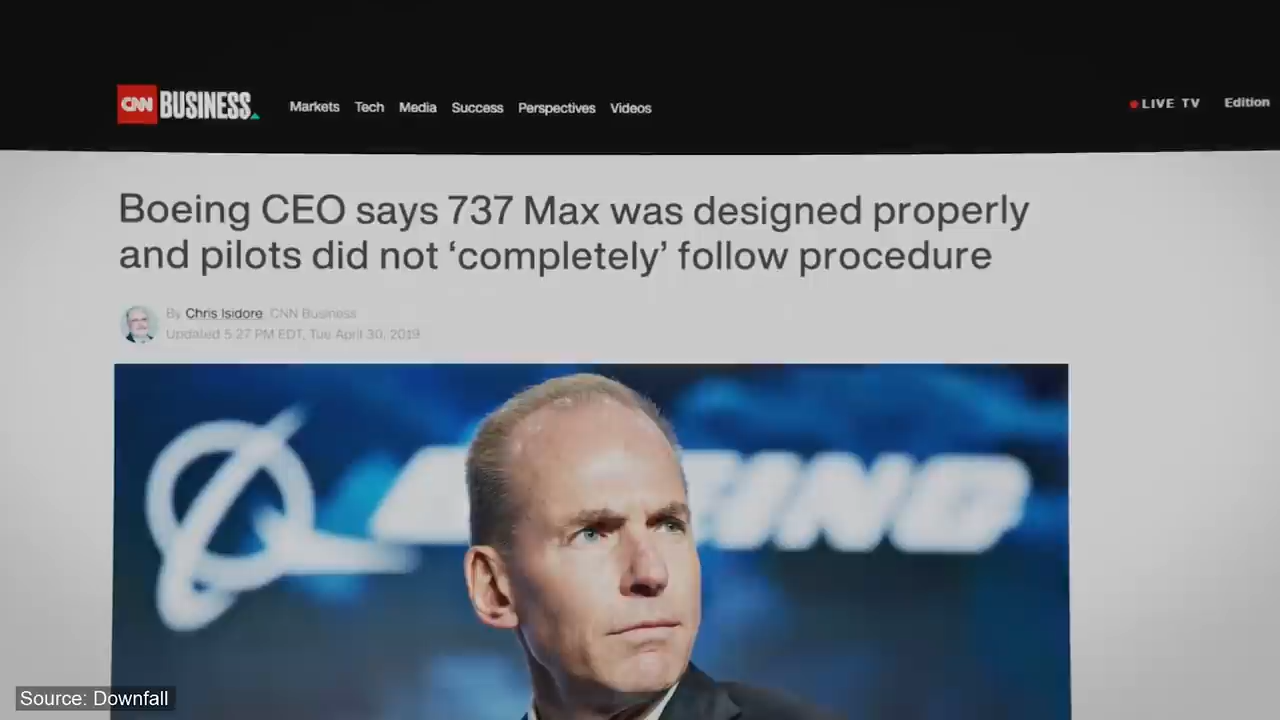 CNN BUSINESS Markets Tech Media Success Perspectives Videos LIVE TV Edition
Boeing CEO says 737 Max was designed properly
and pilots did not ‘completely’ follow procedure
By Chris Isidore, CNN Business
Updated 5:27 PM EDT, Tue April 30, 2019
BOEING
Source: Downfall